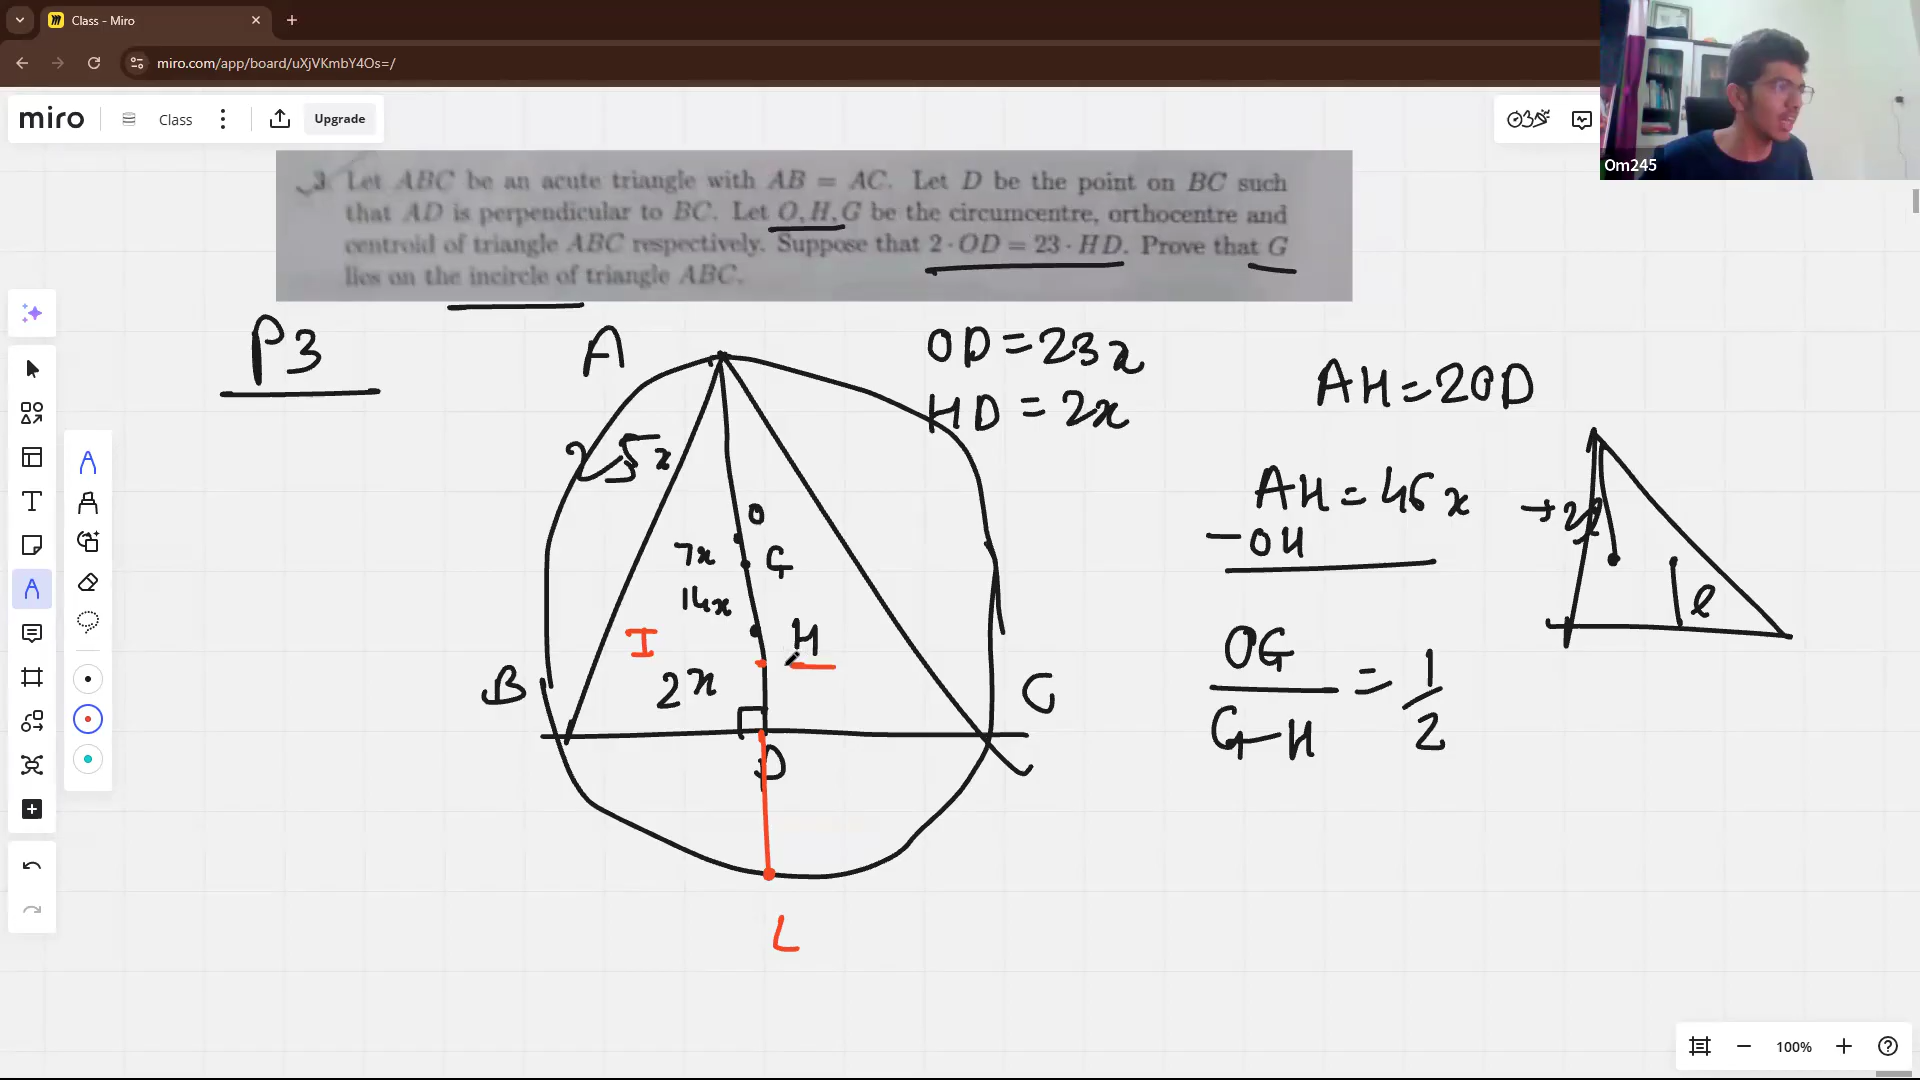 Class - Miro
miro.com/app/board/uXjVKmbY4Os=/
miro
Class
Upgrade
Om245
3. Let ABC be an acute triangle with AB = AC. Let D be the point on BC such
that AD is perpendicular to BC. Let O, H, G be the circumcentre, orthocentre and
centroid of triangle ABC respectively. Suppose that 2 · OD = 23 · HD. Prove that G
lies on the incircle of triangle ABC.
P3
A
OD = 23x
HD = 2x
AH = 2OD
25x
AH = 46x
- OH
→ 2l
l
O
7x
G
14x
I
H
2x
B
C
D
L
OG
GH
= 1
2
100%